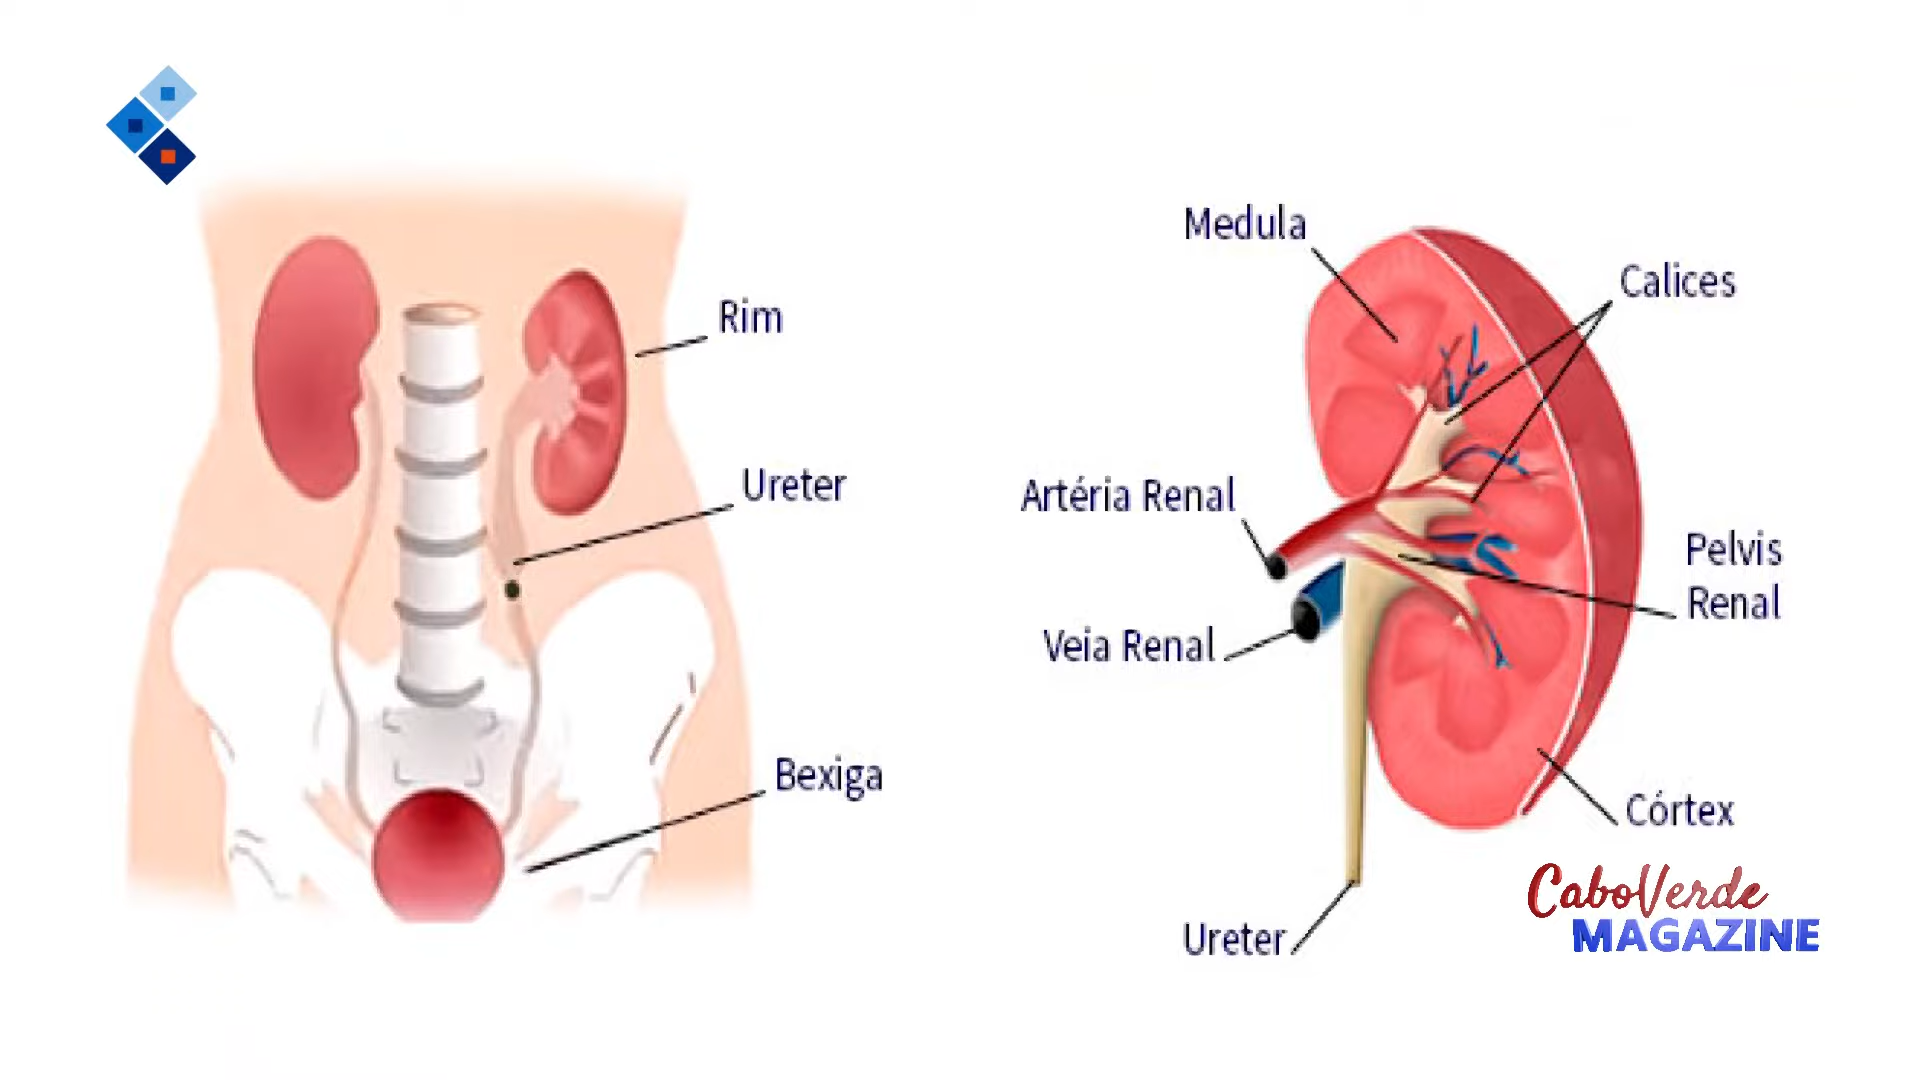 Rim
Ureter
Bexiga
Medula
Calices
Artéria Renal
Pelvis
Renal
Veia Renal
Córtex
Ureter
CaboVerde
MAGAZINE